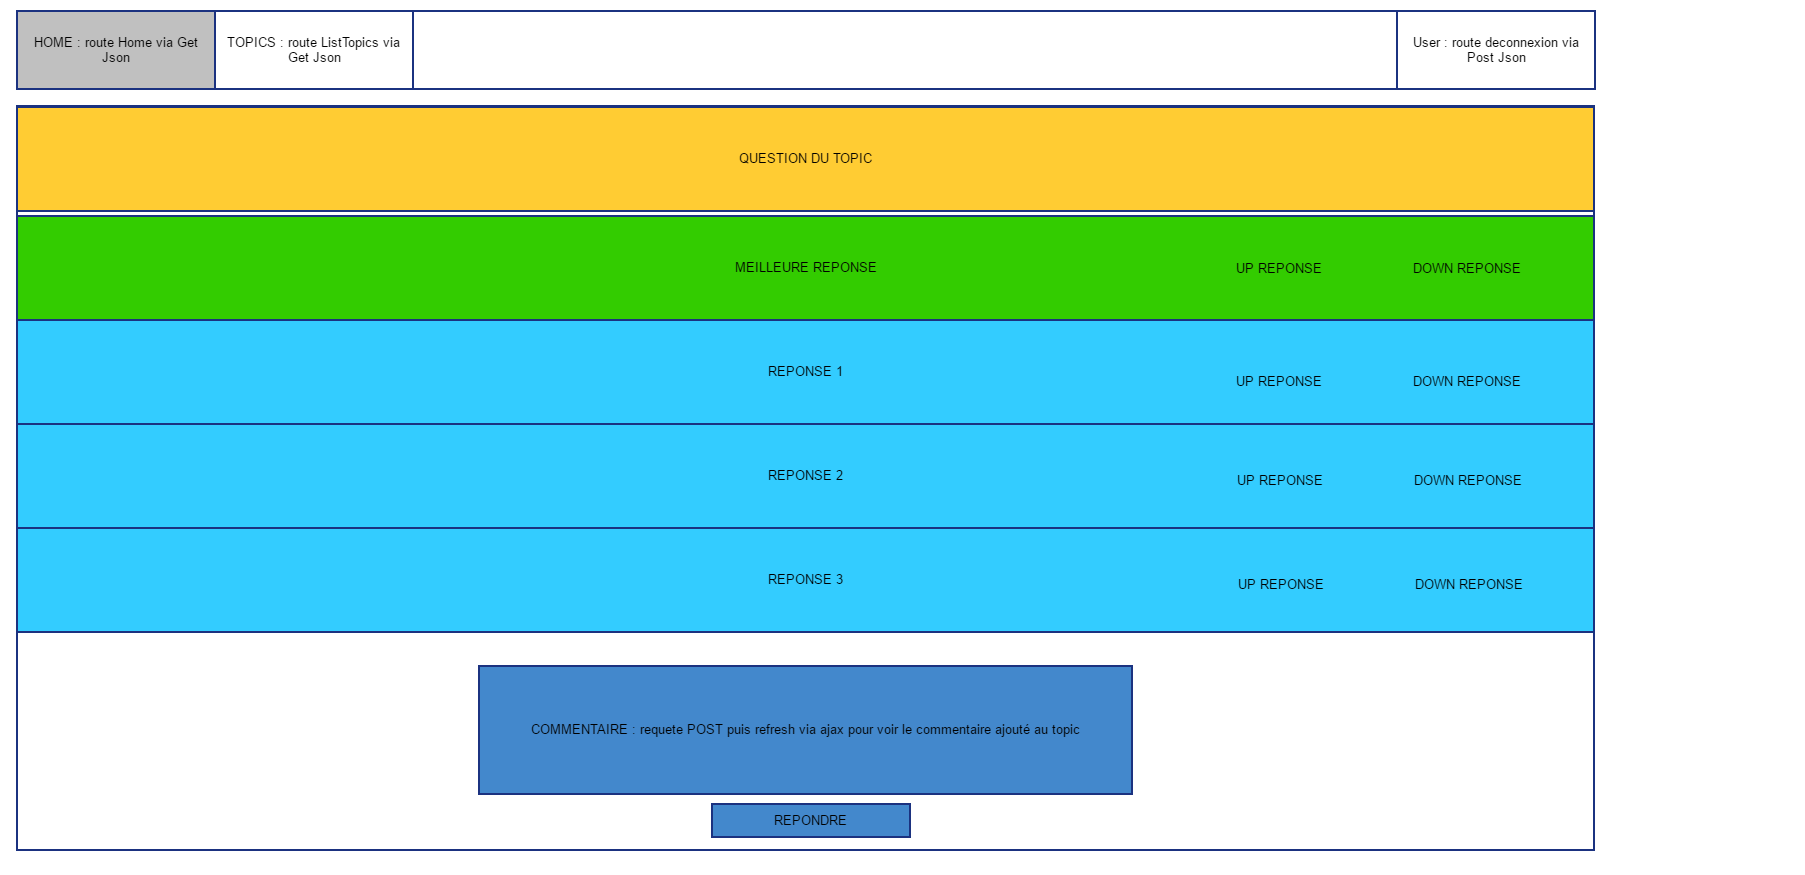 HOME : route Home via Get
Json
TOPICS : route ListTopics via
Get Json
User : route deconnexion via
Post Json
QUESTION DU TOPIC
MEILLEURE REPONSE
UP REPONSE
DOWN REPONSE
REPONSE 1
UP REPONSE
DOWN REPONSE
REPONSE 2
UP REPONSE
DOWN REPONSE
REPONSE 3
UP REPONSE
DOWN REPONSE
COMMENTAIRE : requete POST puis refresh via ajax pour voir le commentaire ajouté au topic
REPONDRE